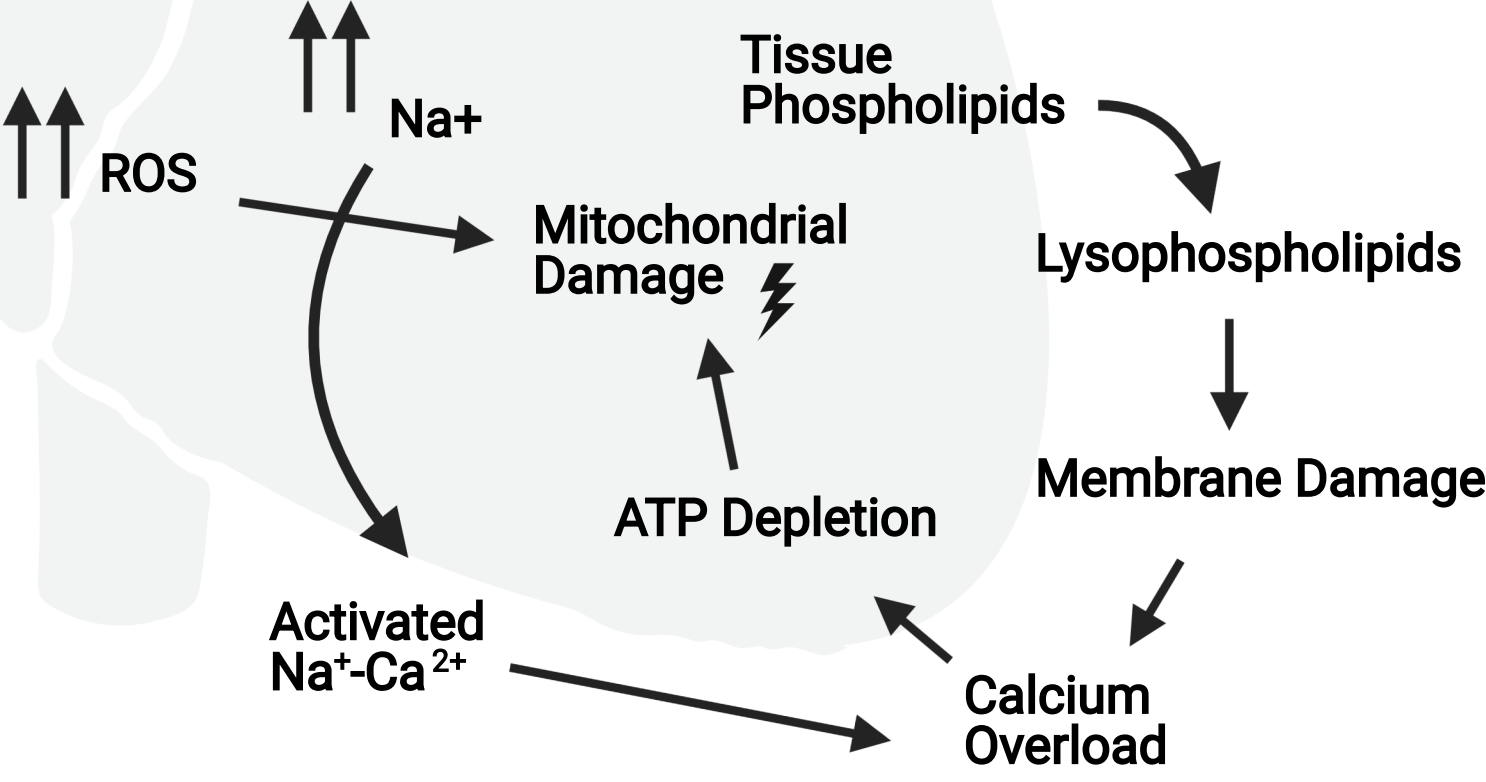 Tissue
Phospholipids
Na+
ROS
Mitochondrial
Damage
Lysophospholipids
Membrane Damage
ATP Depletion
Activated
Na⁺-Ca²⁺
Calcium
Overload